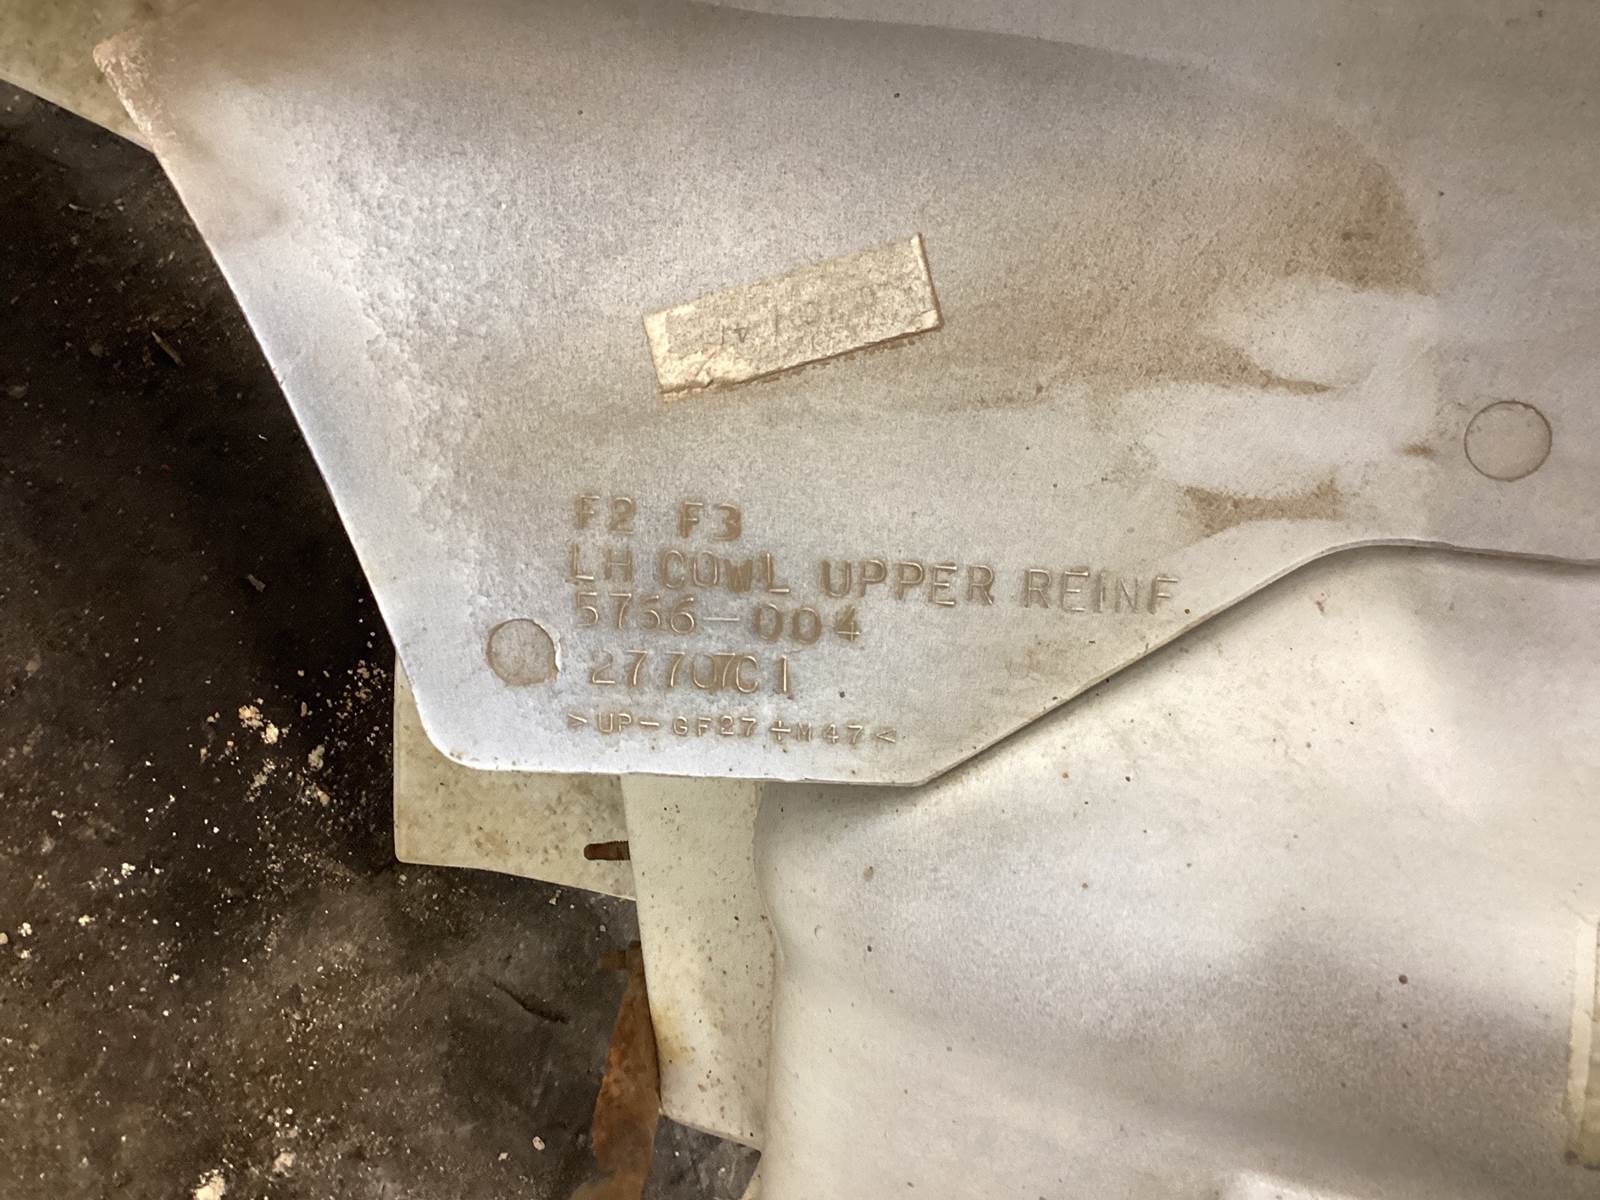 F2 F3
LH COWL UPPER REINF
5756-004
27707C1
>UP-GF27+M47<